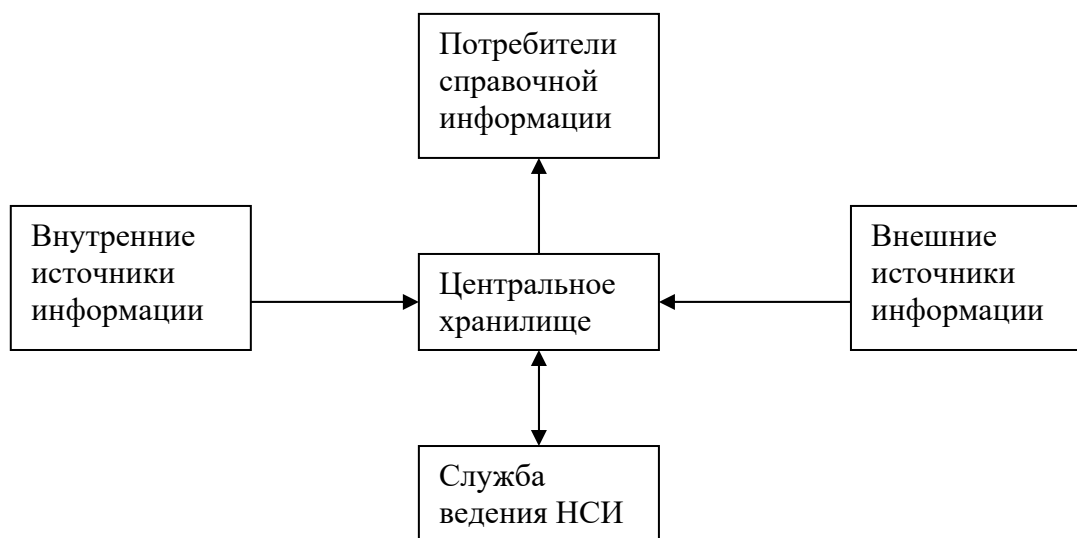 Потребители
справочной
информации
Внутренние
источники
информации
Центральное
хранилище
Внешние
источники
информации
Служба
ведения НСИ